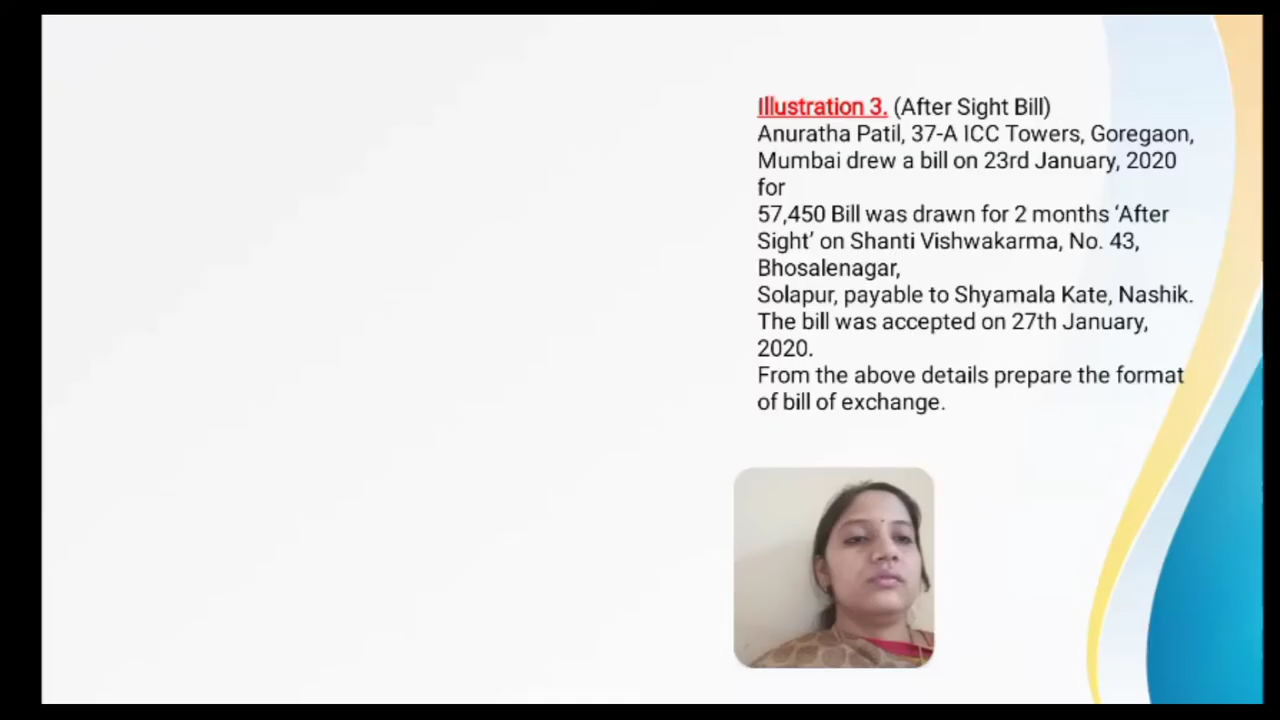 Illustration 3. (After Sight Bill)
Anuratha Patil, 37-A ICC Towers, Goregaon,
Mumbai drew a bill on 23rd January, 2020
for
57,450 Bill was drawn for 2 months ‘After
Sight’ on Shanti Vishwakarma, No. 43,
Bhosalenagar,
Solapur, payable to Shyamala Kate, Nashik.
The bill was accepted on 27th January,
2020.
From the above details prepare the format
of bill of exchange.